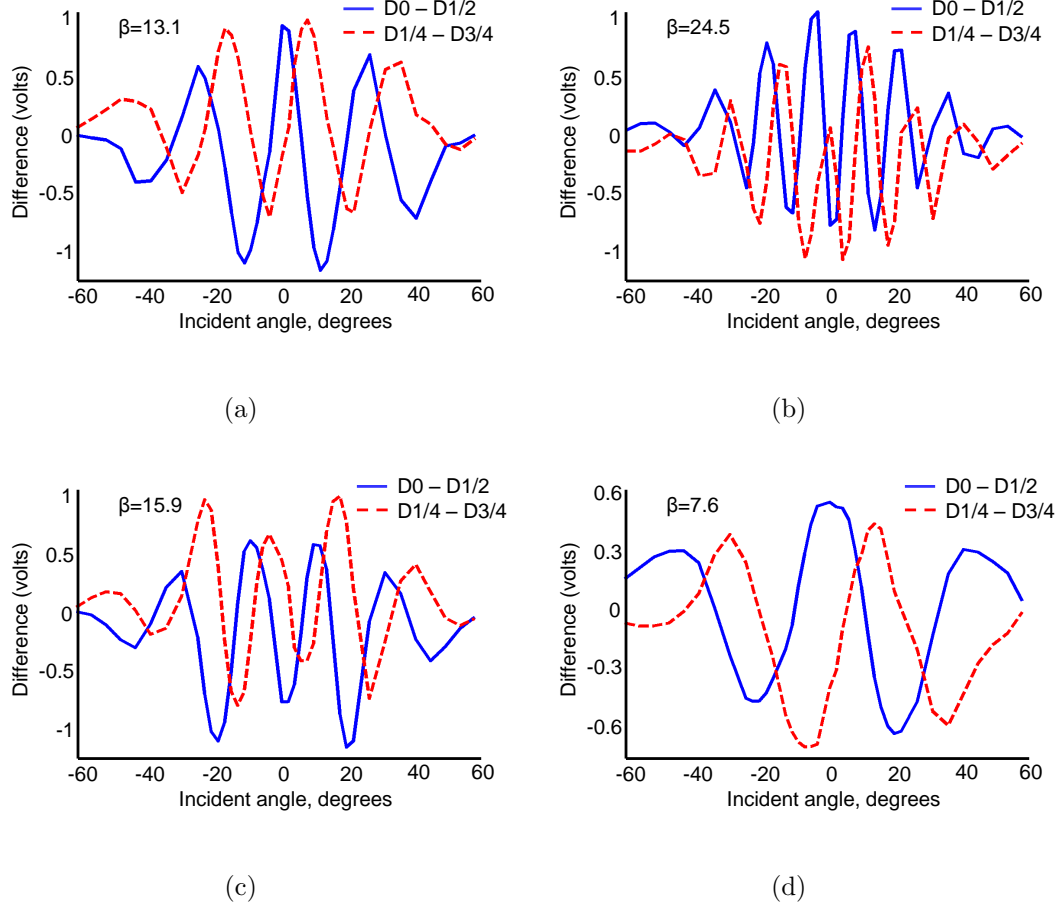 β=13.1
D0 – D1/2
D1/4 – D3/4
Difference (volts)
1
0.5
0
-0.5
-1
-60 -40 -20 0 20 40 60
Incident angle, degrees
(a)
β=24.5
D0 – D1/2
D1/4 – D3/4
Difference (volts)
1
0.5
0
-0.5
-1
-60 -40 -20 0 20 40 60
Incident angle, degrees
(b)
β=15.9
D0 – D1/2
D1/4 – D3/4
Difference (volts)
1
0.5
0
-0.5
-1
-60 -40 -20 0 20 40 60
Incident angle, degrees
(c)
β=7.6
D0 – D1/2
D1/4 – D3/4
Difference (volts)
0.6
0.3
0
-0.3
-0.6
-60 -40 -20 0 20 40 60
Incident angle, degrees
(d)